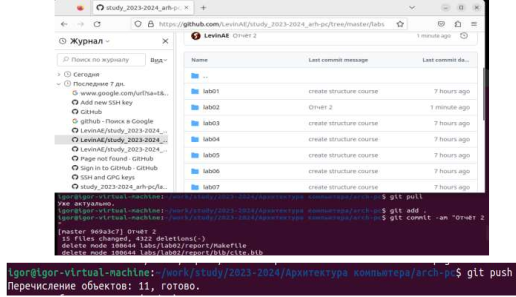 study_2023-2024_arh-pc
https://github.com/LevinAE/study_2023-2024_arh-pc/tree/master/labs
Журнал
Поиск по журналу Вид
Сегодня
Последние 7 дн.
www.google.com/url?sa=t&...
Add new SSH key
GitHub
github - Поиск в Google
LevinAE/study_2023-2024_...
LevinAE/study_2023-2024_...
LevinAE/study_2023-2024_...
Page not found · GitHub
Sign in to GitHub · GitHub
SSH and GPG keys
study_2023-2024_arh-pc/la...
LevinAE Отчёт 2 1 minute ago
Name Last commit message Last commit da...
..
lab01 create structure course 7 hours ago
lab02 Отчёт 2 1 minute ago
lab03 create structure course 7 hours ago
lab04 create structure course 7 hours ago
lab05 create structure course 7 hours ago
lab06 create structure course 7 hours ago
lab07 create structure course 7 hours ago
igor@igor-virtual-machine:~/work/study/2023-2024/Архитектура компьютера/arch-pc$ git pull
Уже актуально.
igor@igor-virtual-machine:~/work/study/2023-2024/Архитектура компьютера/arch-pc$ git add .
igor@igor-virtual-machine:~/work/study/2023-2024/Архитектура компьютера/arch-pc$ git commit -am "Отчёт 2
"
[master 969a3c7] Отчёт 2
15 files changed, 4322 deletions(-)
delete mode 100644 labs/lab02/report/Makefile
delete mode 100644 labs/lab02/report/bib/cite.bib
igor@igor-virtual-machine:~/work/study/2023-2024/Архитектура компьютера/arch-pc$ git push
Перечисление объектов: 11, готово.